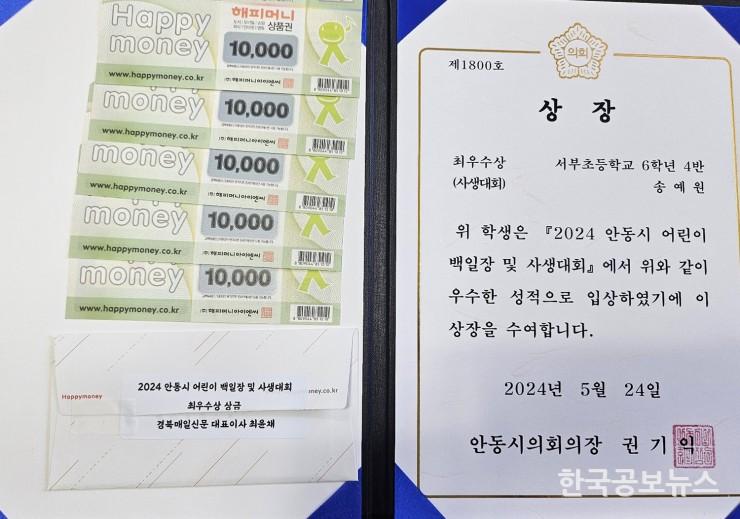 Happy money
해피머니
상품권
10,000
www.happymoney.co.kr
(주)해피머니아이엔씨
money
10,000
www.happymoney.co.kr
(주)해피머니아이엔씨
money
10,000
www.happymoney.co.kr
(주)해피머니아이엔씨
money
10,000
www.happymoney.co.kr
(주)해피머니아이엔씨
money
10,000
www.happymoney.co.kr
(주)해피머니아이엔씨
Happymoney
ney.co.kr
2024 안동시 어린이 백일장 및 사생대회
최우수상 상금
경북매일신문 대표이사 최윤채
의회
제1800호
상 장
최우수상 서부초등학교 6학년 4반
(사생대회) 송 예 원
위 학생은 『2024 안동시 어린이
백일장 및 사생대회』에서 위와 같이
우수한 성적으로 입상하였기에 이
상장을 수여합니다.
2024년 5월 24일
안동시의회의장 권 기 익
한국공보뉴스